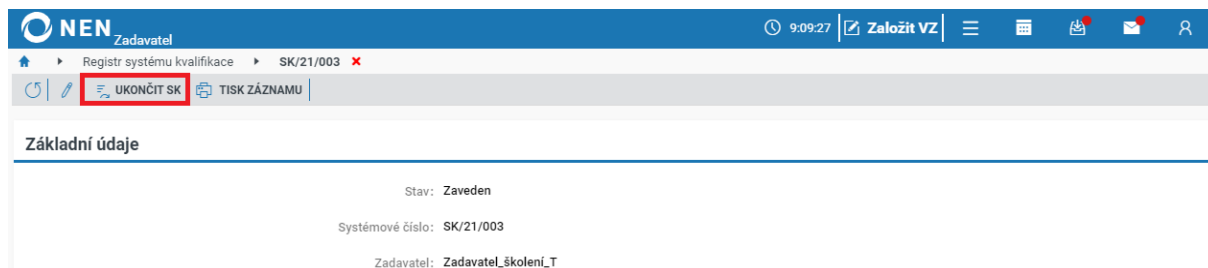 NEN Zadavatel 9:09:27 Založit VZ
Registr systému kvalifikace SK/21/003
UKONČIT SK TISK ZÁZNAMU
Základní údaje
Stav: Zaveden
Systémové číslo: SK/21/003
Zadavatel: Zadavatel_školení_T